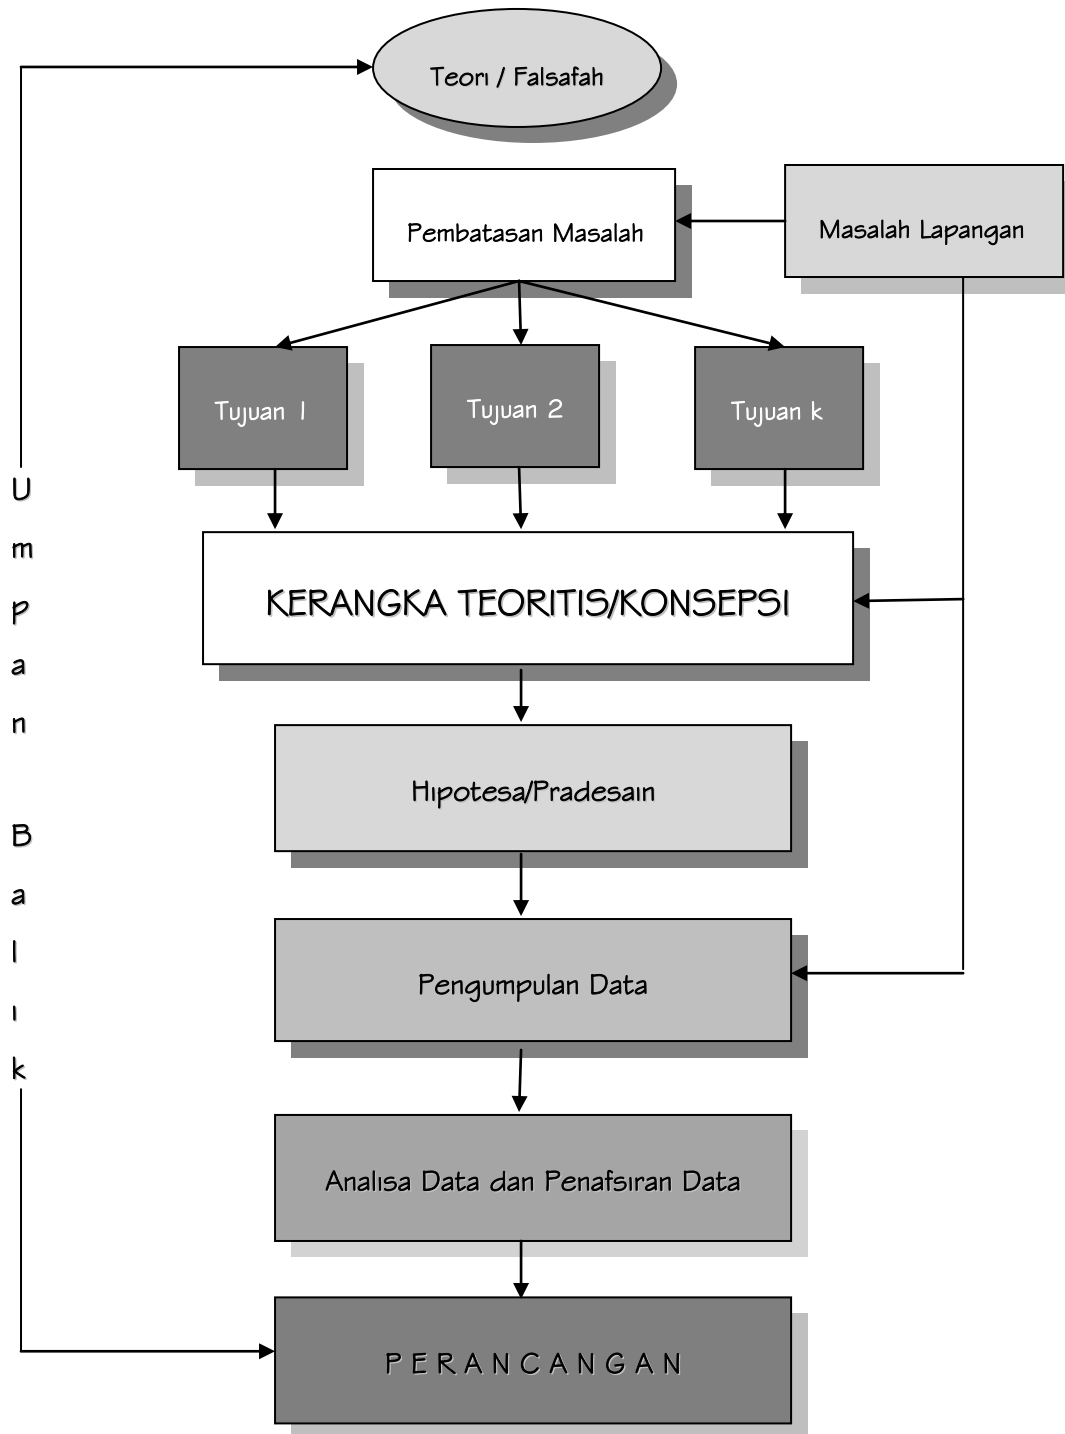 Teori / Falsafah
Pembatasan Masalah
Masalah Lapangan
Tujuan 1
Tujuan 2
Tujuan k
KERANGKA TEORITIS/KONSEPSI
Hipotesa/Pradesain
Pengumpulan Data
Analisa Data dan Penafsiran Data
P E R A N C A N G A N
U
m
p
a
n
B
a
l
i
k